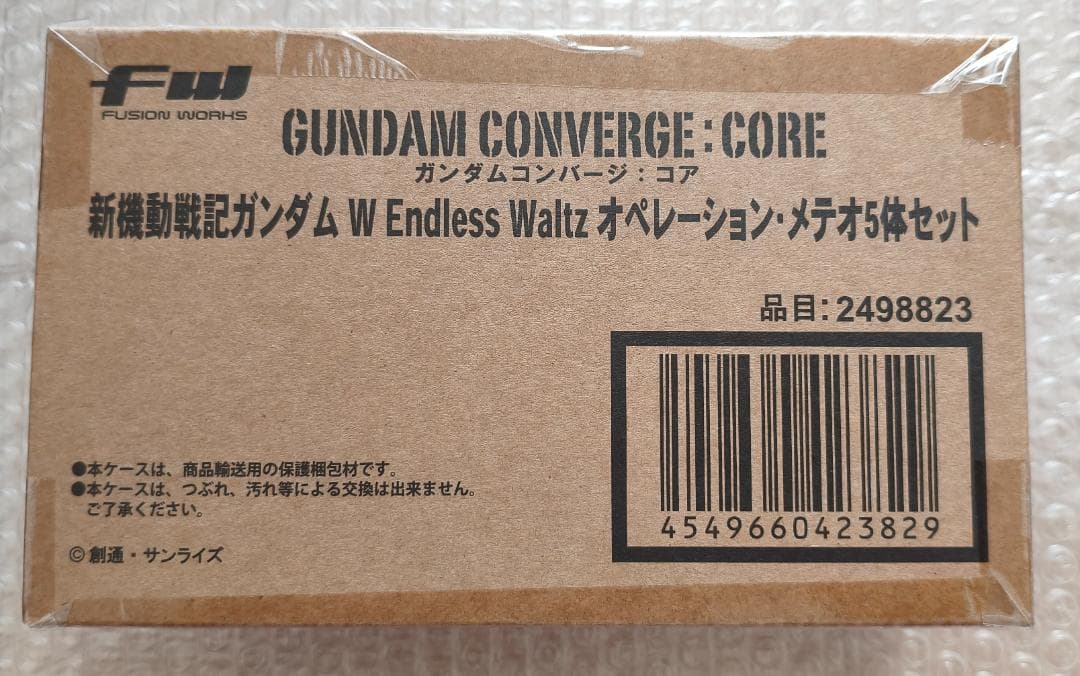 FW
FUSION WORKS
GUNDAM CONVERGE:CORE
ガンダムコンバージ:コア
新機動戦記ガンダム W Endless Waltz オペレーション・メテオ5体セット
品目:2498823
4549660423829
●本ケースは、商品輸送用の保護梱包材です。
●本ケースは、つぶれ、汚れ等による交換は出来ません。
ご了承ください。
©創通・サンライズ